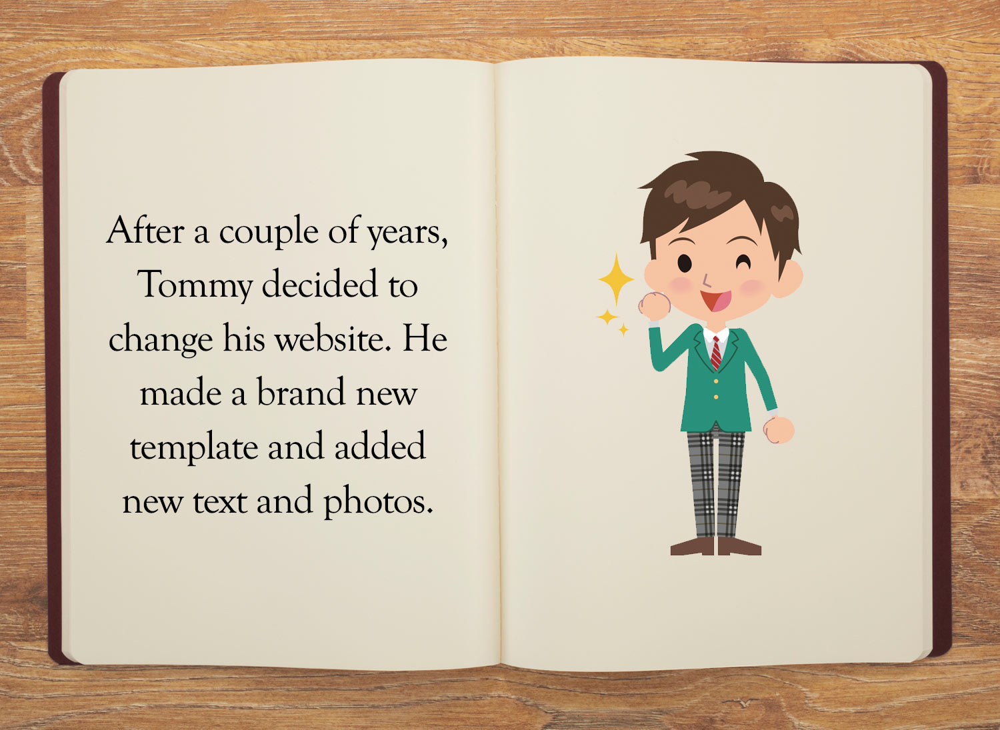 After a couple of years,
Tommy decided to
change his website. He
made a brand new
template and added
new text and photos.